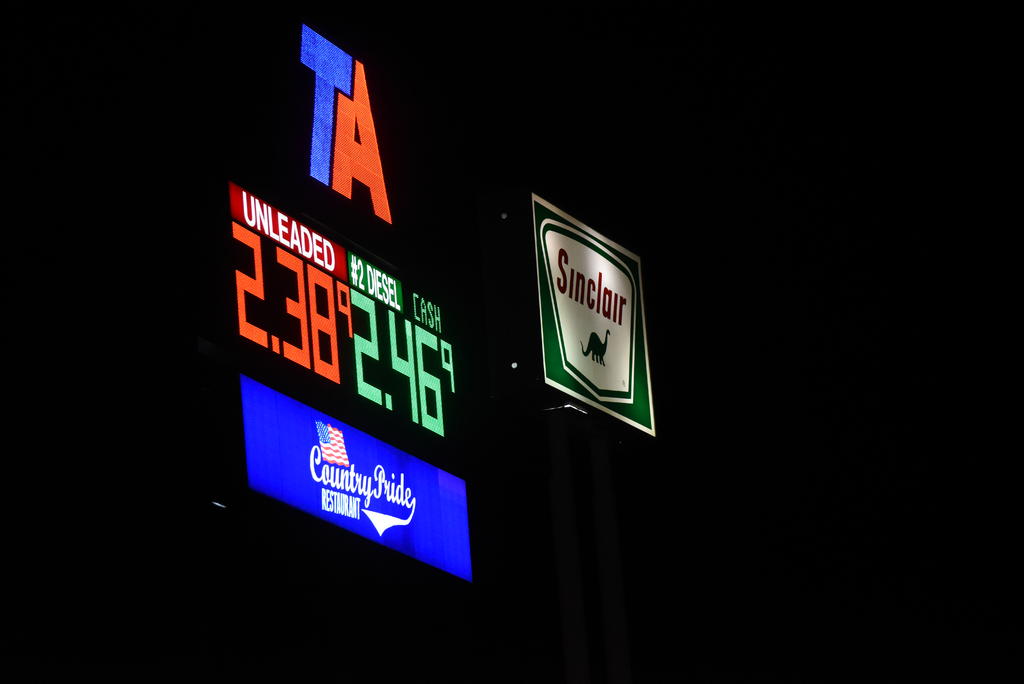 TA
UNLEADED
2.389
#2 DIESEL
CASH
2.469
Country Pride
RESTAURANT
Sinclair